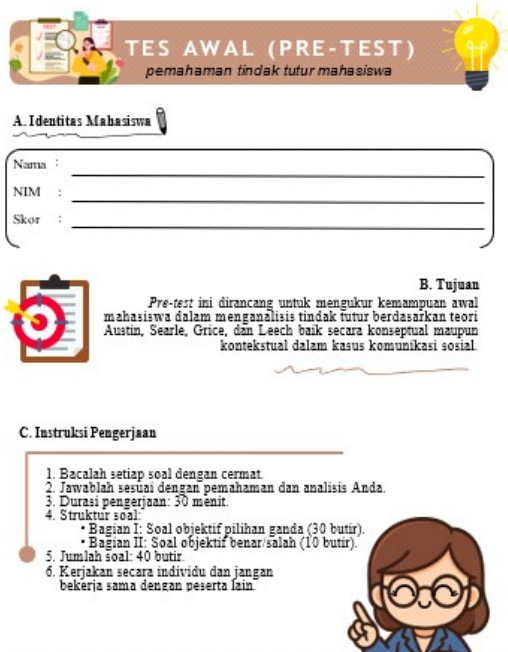 TES AWAL (PRE-TEST)
pemahaman tindak tutur mahasiswa
A. Identitas Mahasiswa
Nama :
NIM :
Skor :
B. Tujuan
Pre-test ini dirancang untuk mengukur kemampuan awal
mahasiswa dalam menganalisis tindak tutur berdasarkan teori
Austin, Searle, Grice, dan Leech baik secara konseptual maupun
kontekstual dalam kasus komunikasi sosial.
C. Instruksi Pengerjaan
1. Bacalah setiap soal dengan cermat.
2. Jawablah sesuai dengan pemahaman dan analisis Anda.
3. Durasi pengerjaan: 30 menit.
4. Struktur soal:
• Bagian I: Soal objektif pilihan ganda (30 butir).
• Bagian II: Soal objektif benar/salah (10 butir).
5. Jumlah soal: 40 butir.
6. Kerjakan secara individu dan jangan
bekerja sama dengan peserta lain.